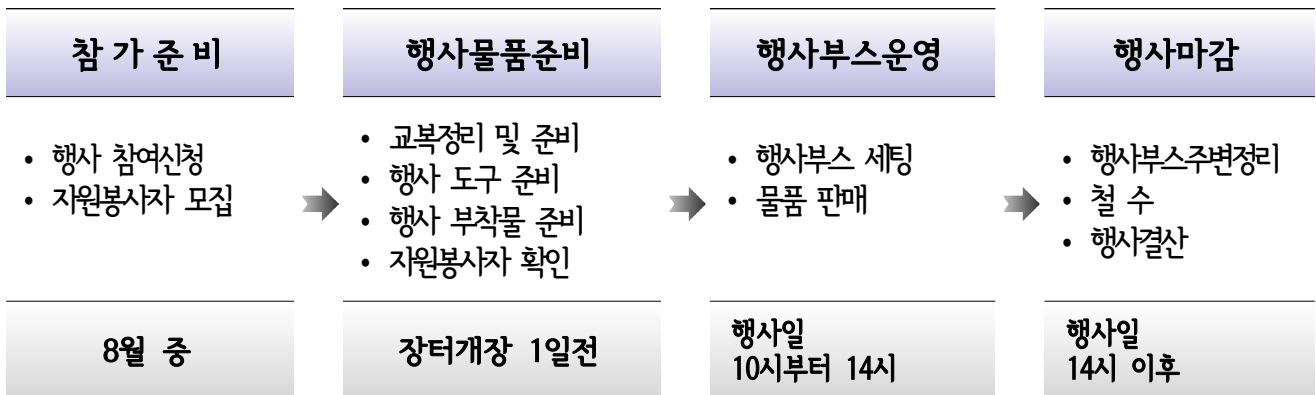 참 가 준 비
• 행사 참여신청
• 자원봉사자 모집
8월 중
행사물품준비
• 교복정리 및 준비
• 행사 도구 준비
• 행사 부착물 준비
• 자원봉사자 확인
장터개장 1일전
행사부스운영
• 행사부스 세팅
• 물품 판매
행사일
10시부터 14시
행사마감
• 행사부스주변정리
• 철 수
• 행사결산
행사일
14시 이후